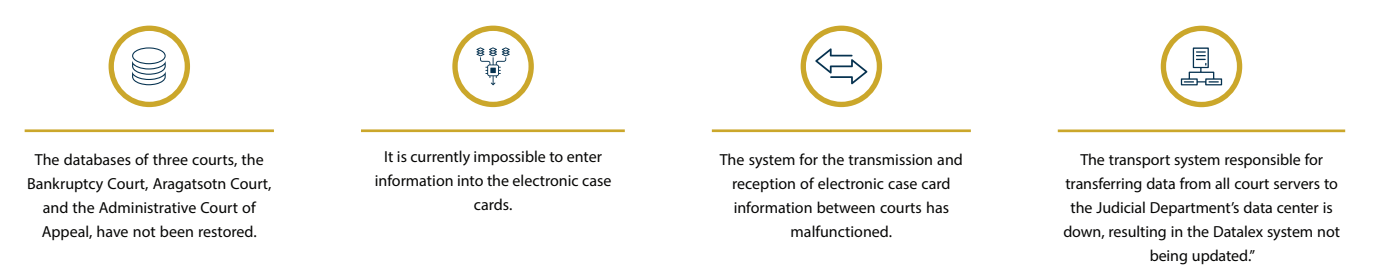 The databases of three courts, the
Bankruptcy Court, Aragatsotn Court,
and the Administrative Court of
Appeal, have not been restored.
It is currently impossible to enter
information into the electronic case
cards.
The system for the transmission and
reception of electronic case card
information between courts has
malfunctioned.
The transport system responsible for
transferring data from all court servers to
the Judicial Department’s data center is
down, resulting in the Datalex system not
being updated.”